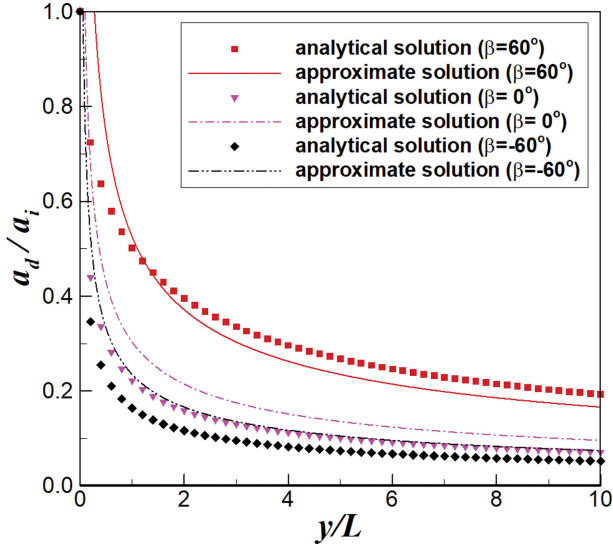 1.0
0.8
0.6
0.4
0.2
0.0
a_d / a_i
analytical solution (β=60°)
approximate solution (β=60°)
analytical solution (β= 0°)
approximate solution (β= 0°)
analytical solution (β=-60°)
approximate solution (β=-60°)
0 2 4 6 8 10
y/L